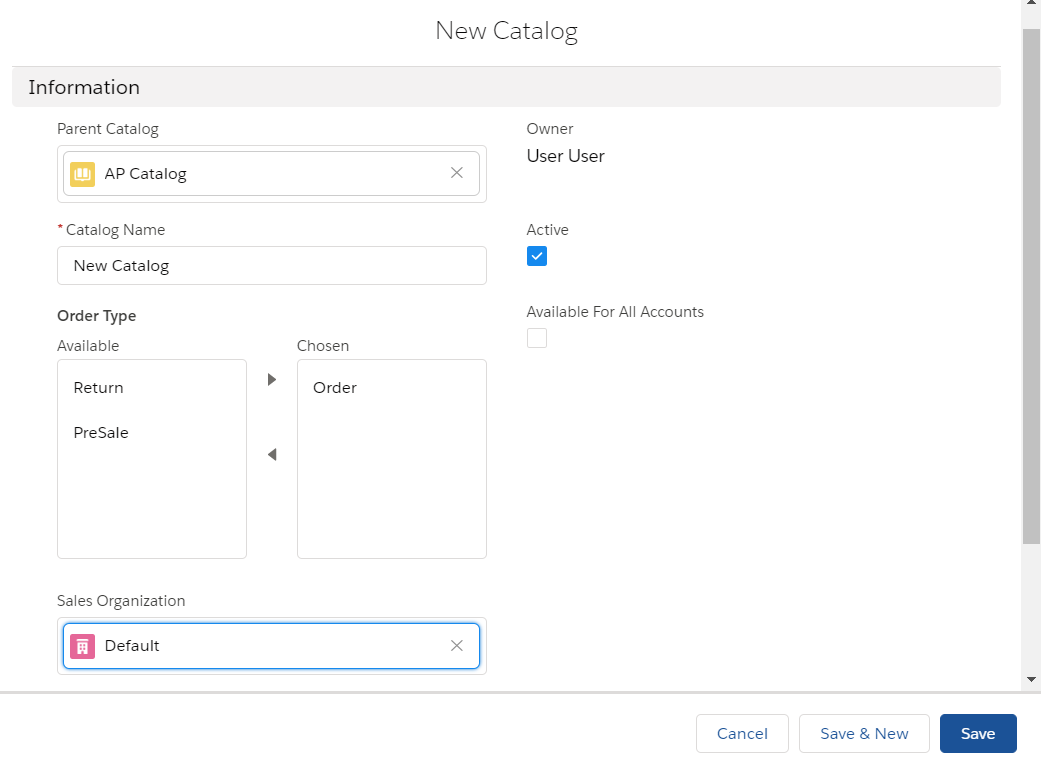 New Catalog
Information
Parent Catalog
AP Catalog
Owner
User User
* Catalog Name
New Catalog
Active
Order Type
Available
Chosen
Return
PreSale
Order
Available For All Accounts
Sales Organization
Default
Cancel
Save & New
Save